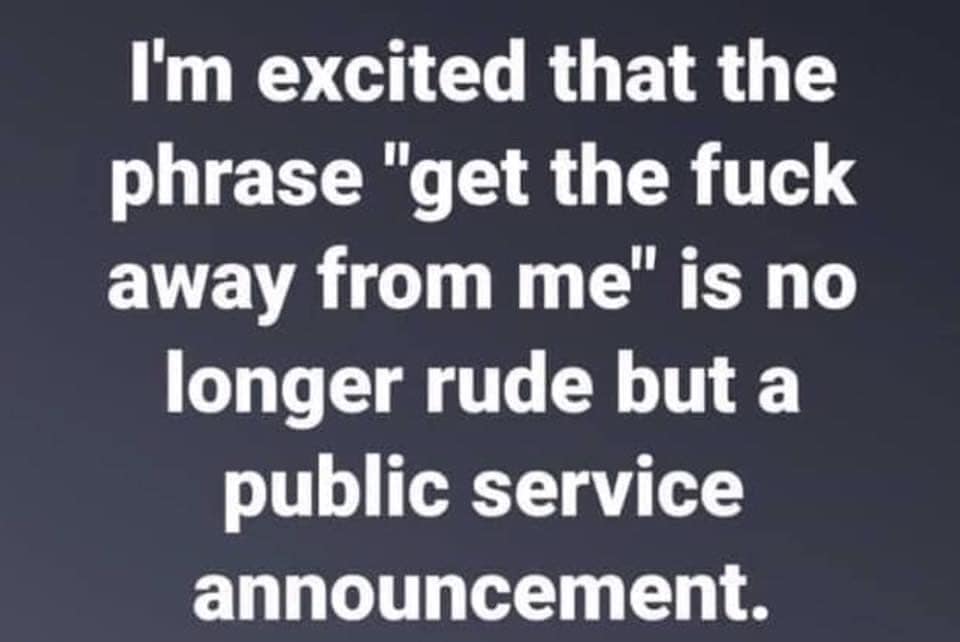 I'm excited that the
phrase "get the fuck
away from me" is no
longer rude but a
public service
announcement.